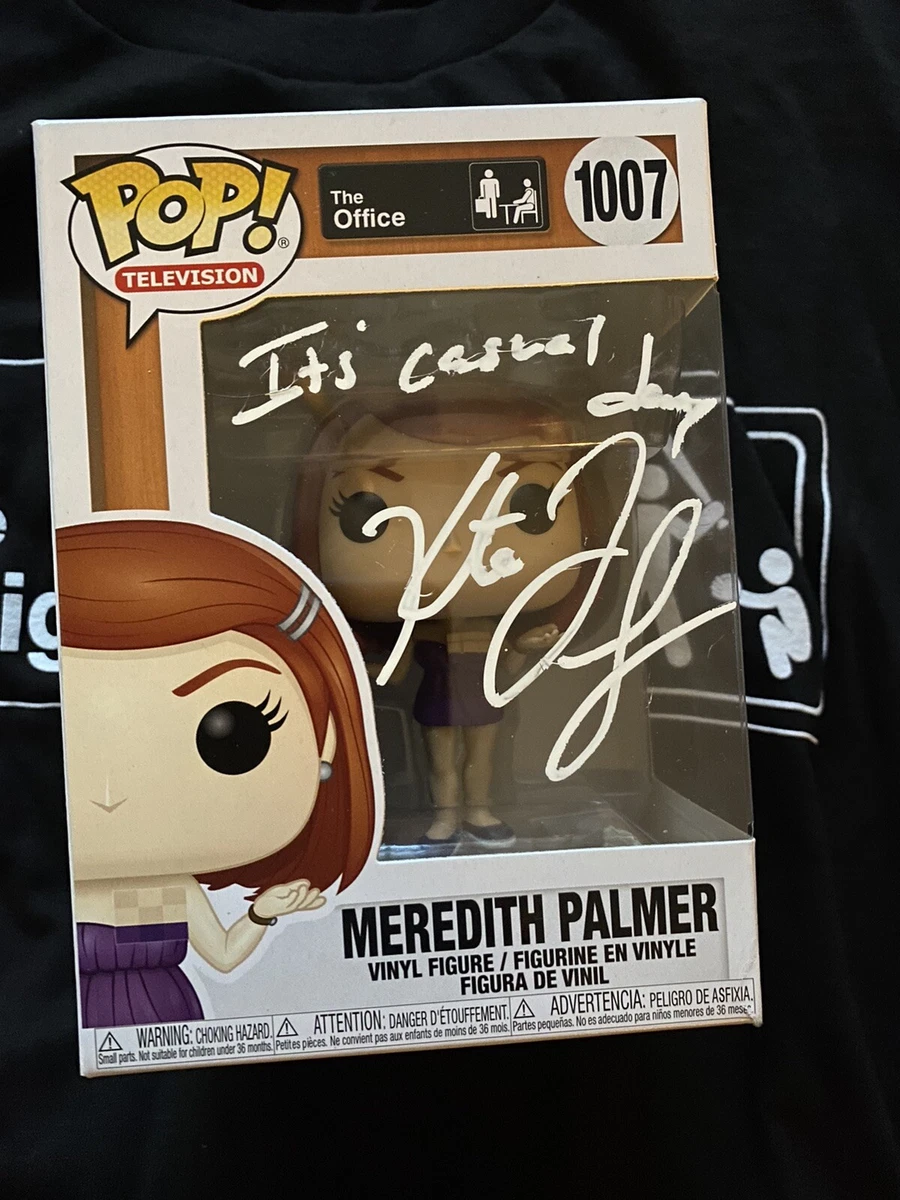 POP!
®
TELEVISION
The
Office
1007
Its casual day
Kate
MEREDITH PALMER
VINYL FIGURE / FIGURINE EN VINYLE
FIGURA DE VINIL
WARNING: CHOKING HAZARD.
Small parts. Not suitable for children under 36 months.
ATTENTION: DANGER D'ÉTOUFFEMENT.
Petites pièces. Ne convient pas aux enfants de moins de 36 mois.
ADVERTENCIA: PELIGRO DE ASFIXIA.
Partes pequeñas. No es adecuado para niños menores de 36 meses.